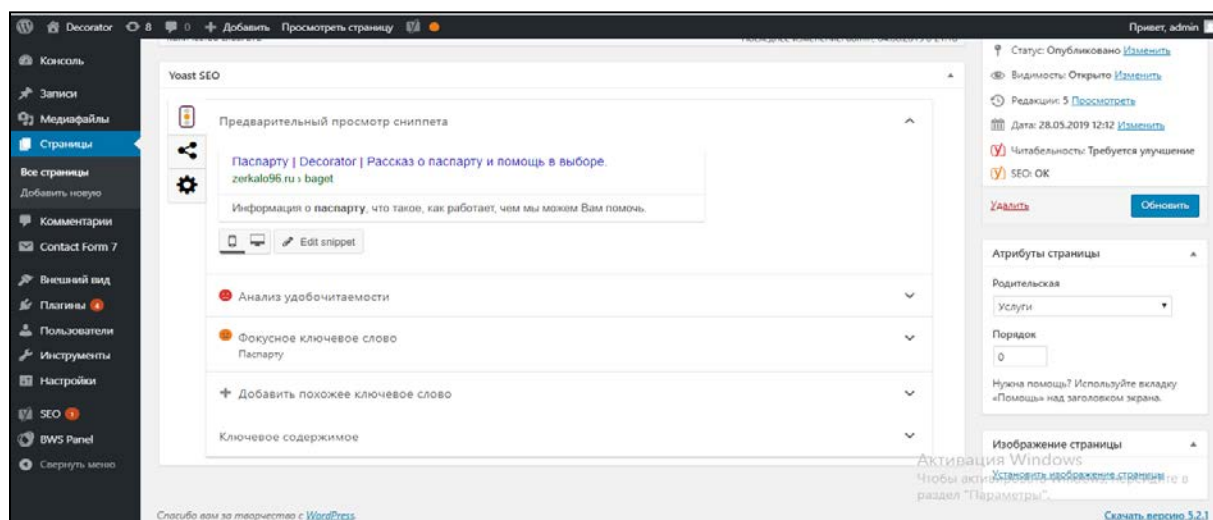 Decorator 8 0 Добавить Просмотреть страницу
Привет, admin
Консоль
Записи
Медиафайлы
Страницы
Все страницы
Добавить новую
Комментарии
Contact Form 7
Внешний вид
Плагины 4
Пользователи
Инструменты
Настройки
SEO 1
BWS Panel
Свернуть меню
Yoast SEO
Предварительный просмотр сниппета
Паспарту | Decorator | Рассказ о паспарту и помощь в выборе.
zerkalo96.ru › baget
Информация о паспарту, что такое, как работает, чем мы можем Вам помочь.
Edit snippet
Анализ удобочитаемости
Фокусное ключевое слово
Паспарту
Добавить похожее ключевое слово
Ключевое содержимое
Спасибо вам за творчество с WordPress.
Статус: Опубликовано Изменить
Видимость: Открыто Изменить
Редакции: 5 Просмотреть
Дата: 28.05.2019 12:12 Изменить
Читабельность: Требуется улучшение
SEO: OK
Удалить
Обновить
Атрибуты страницы
Родительская
Услуги
Порядок
0
Нужна помощь? Используйте вкладку
«Помощь» над заголовком экрана.
Изображение страницы
Установить изображение страницы
Активация Windows
Чтобы активировать Windows, перейдите в
раздел "Параметры".
Скачать версию 5.2.1